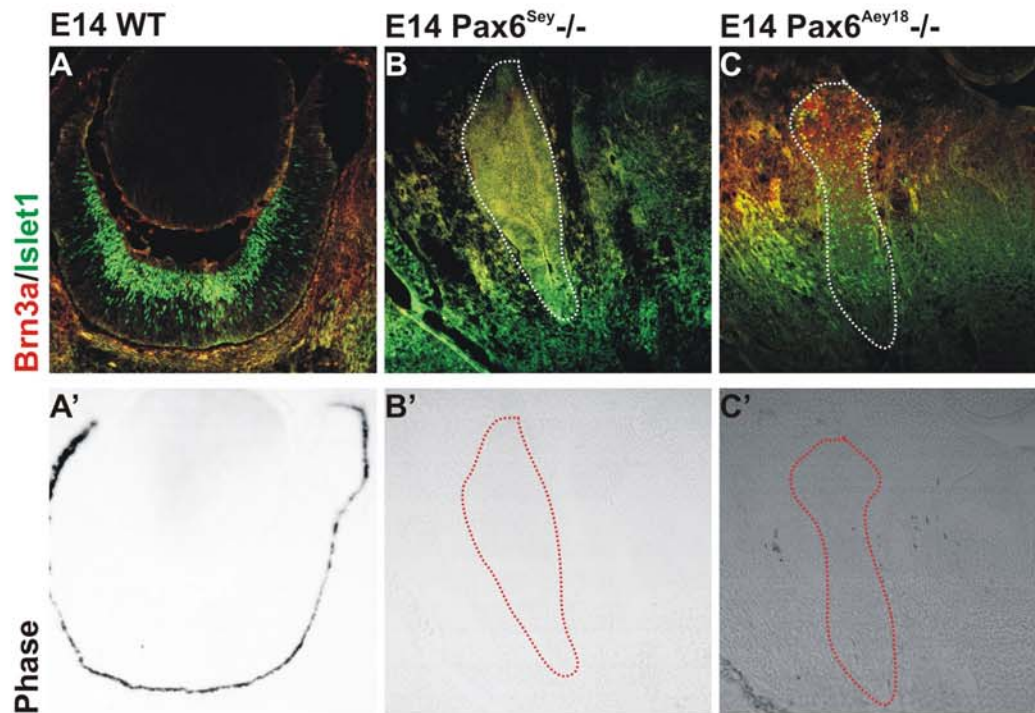 E14 WT
E14 Pax6Sey-/-
E14 Pax6Aey18-/-
Brn3a/Islet1
A
B
C
Phase
A'
B'
C'